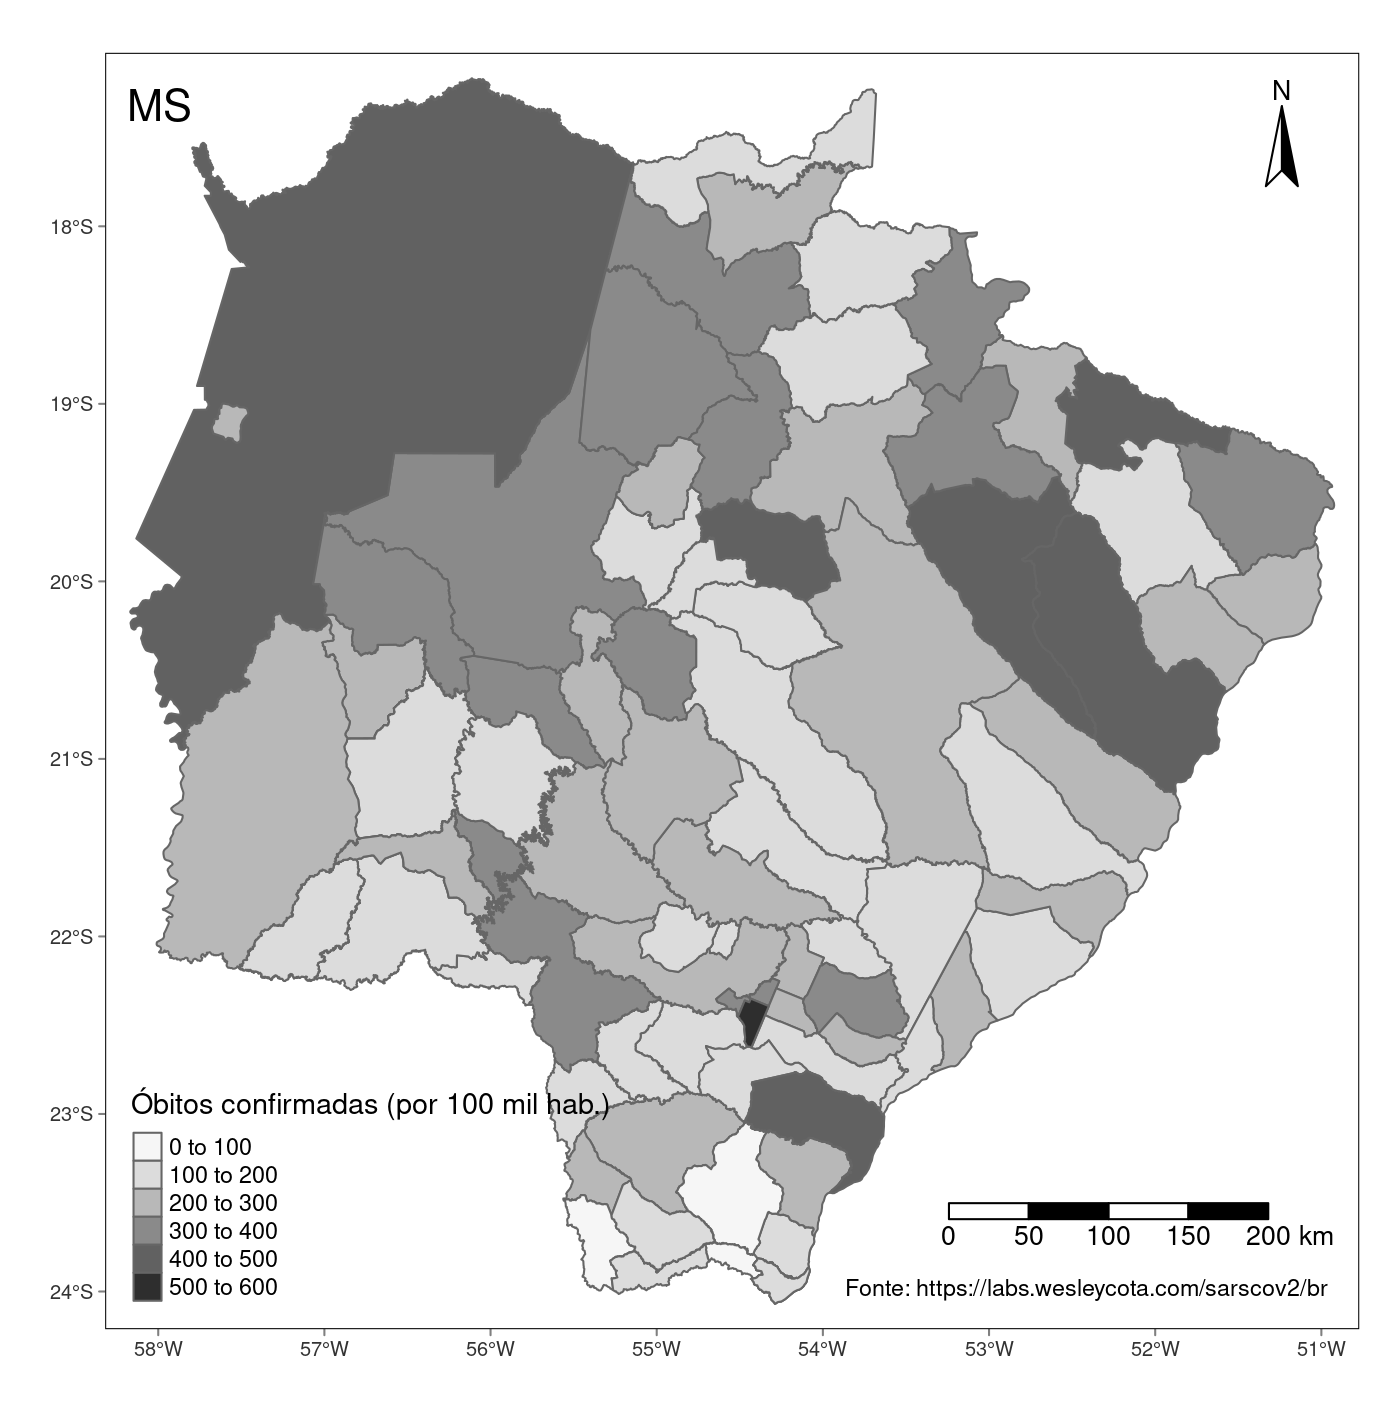 MS
N
18°S
19°S
20°S
21°S
22°S
23°S
24°S
Óbitos confirmadas (por 100 mil hab.)
0 to 100
100 to 200
200 to 300
300 to 400
400 to 500
500 to 600
0 50 100 150 200 km
Fonte: https://labs.wesleycota.com/sarscov2/br
58°W 57°W 56°W 55°W 54°W 53°W 52°W 51°W